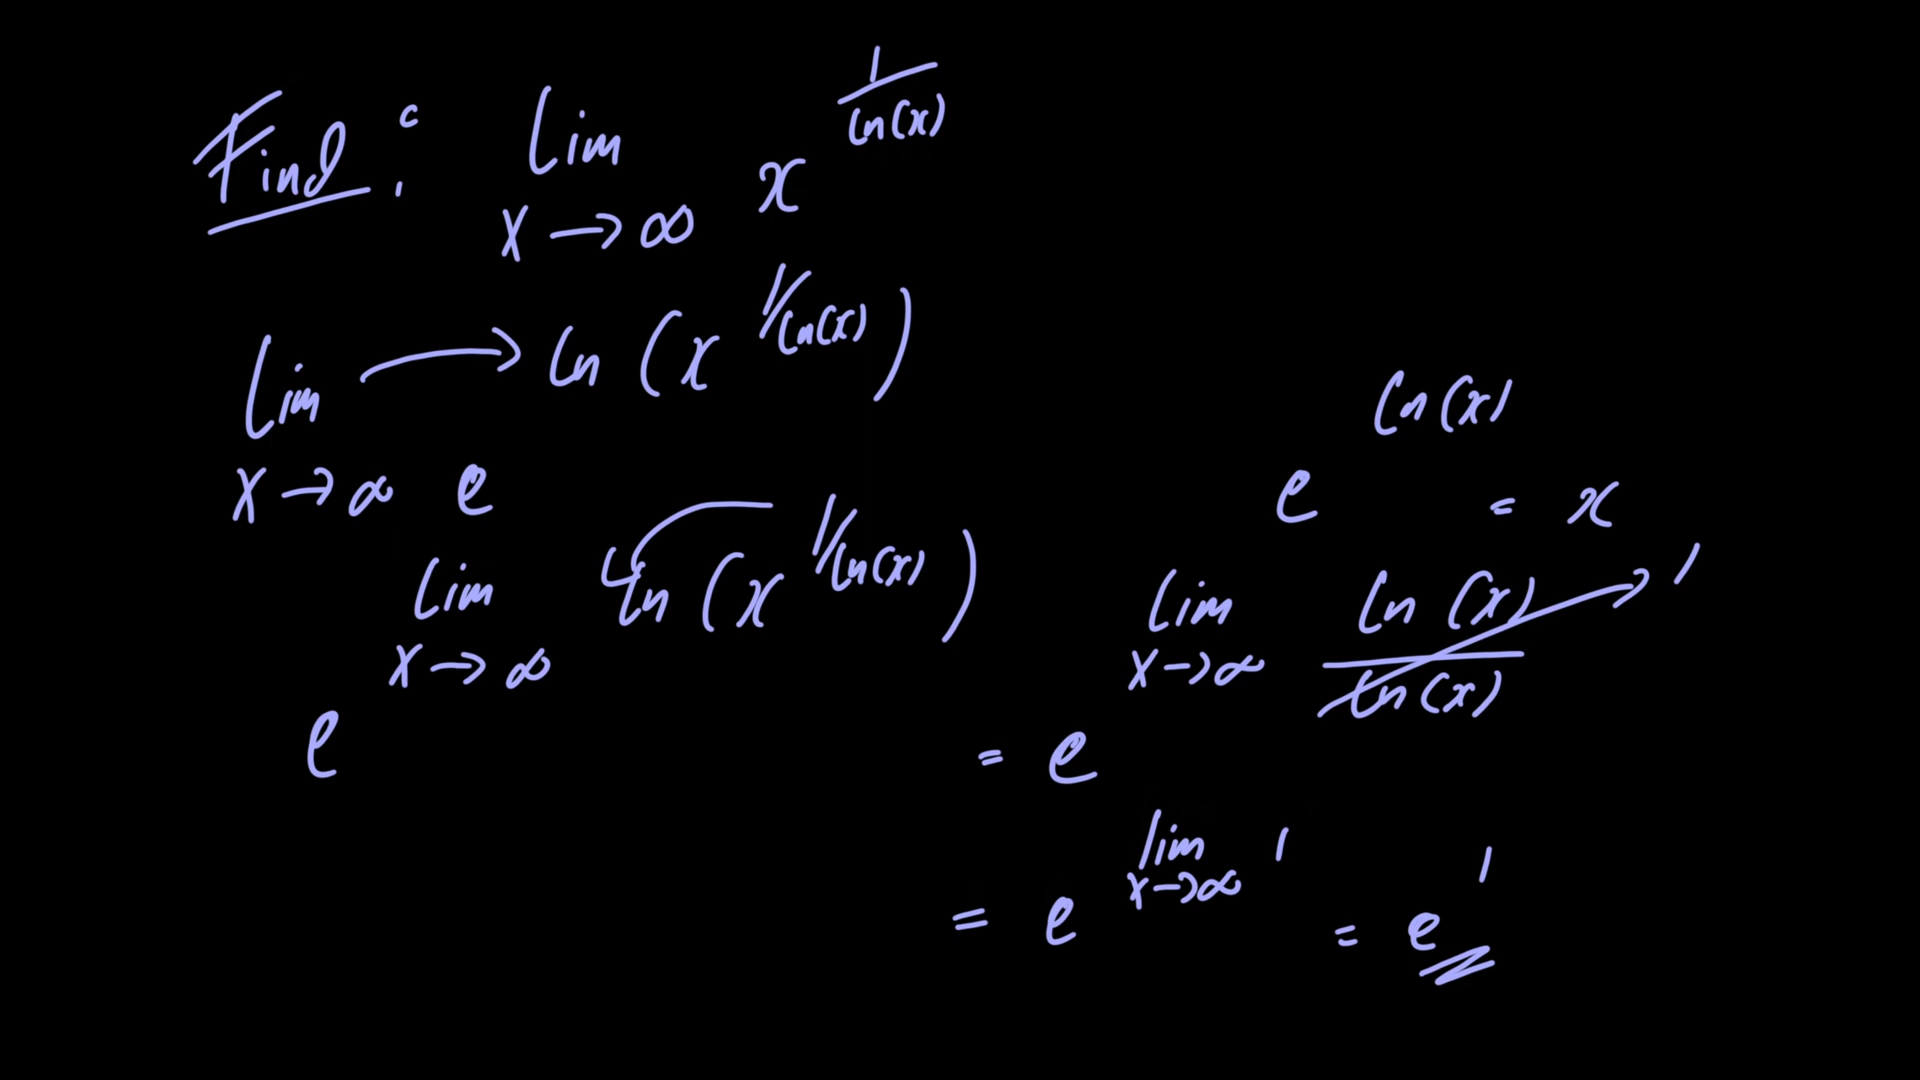 Find: lim x→∞ x^(1/ln(x))
lim x→∞ e^(ln(x^(1/ln(x))))
e^(ln(x)) = x
e^(lim x→∞ ln(x^(1/ln(x)))) = e^(lim x→∞ ln(x)/ln(x)) → 1
= e^(lim x→∞ 1) = e^1